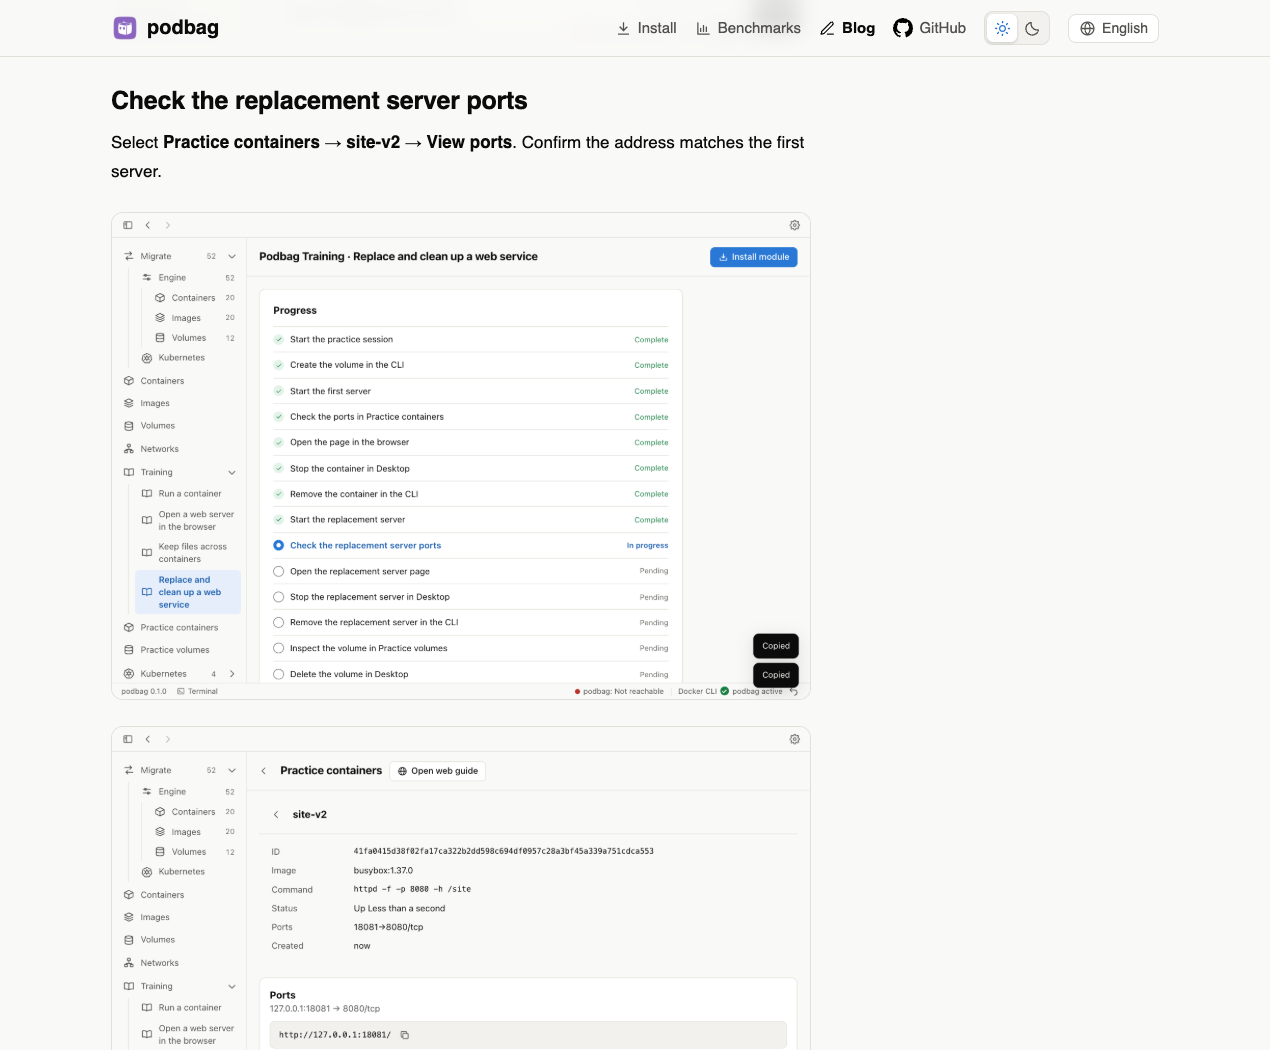 podbag
Install
Benchmarks
Blog
GitHub
English
Check the replacement server ports
Select Practice containers → site-v2 → View ports. Confirm the address matches the first
server.
Migrate 52
Engine 52
Containers 20
Images 20
Volumes 12
Kubernetes
Containers
Images
Volumes
Networks
Training
Run a container
Open a web server
in the browser
Keep files across
containers
Replace and
clean up a web
service
Practice containers
Practice volumes
Kubernetes 4
Podbag Training · Replace and clean up a web service
Install module
Progress
Start the practice session Complete
Create the volume in the CLI Complete
Start the first server Complete
Check the ports in Practice containers Complete
Open the page in the browser Complete
Stop the container in Desktop Complete
Remove the container in the CLI Complete
Start the replacement server Complete
Check the replacement server ports In progress
Open the replacement server page Pending
Stop the replacement server in Desktop Pending
Remove the replacement server in the CLI Pending
Inspect the volume in Practice volumes Pending
Delete the volume in Desktop Pending
Copied
Copied
podbag 0.1.0 Terminal
podbag: Not reachable Docker CLI podbag active
Migrate 52
Engine 52
Containers 20
Images 20
Volumes 12
Kubernetes
Containers
Images
Volumes
Networks
Training
Run a container
Open a web server
in the browser
Practice containers
Open web guide
site-v2
ID 41fa0415d38f02fa17ca322b2dd598c694df0957c28a3bf45a339a751cdca553
Image busybox:1.37.0
Command httpd -f -p 8080 -h /site
Status Up Less than a second
Ports 18081→8080/tcp
Created now
Ports
127.0.0.1:18081 → 8080/tcp
http://127.0.0.1:18081/